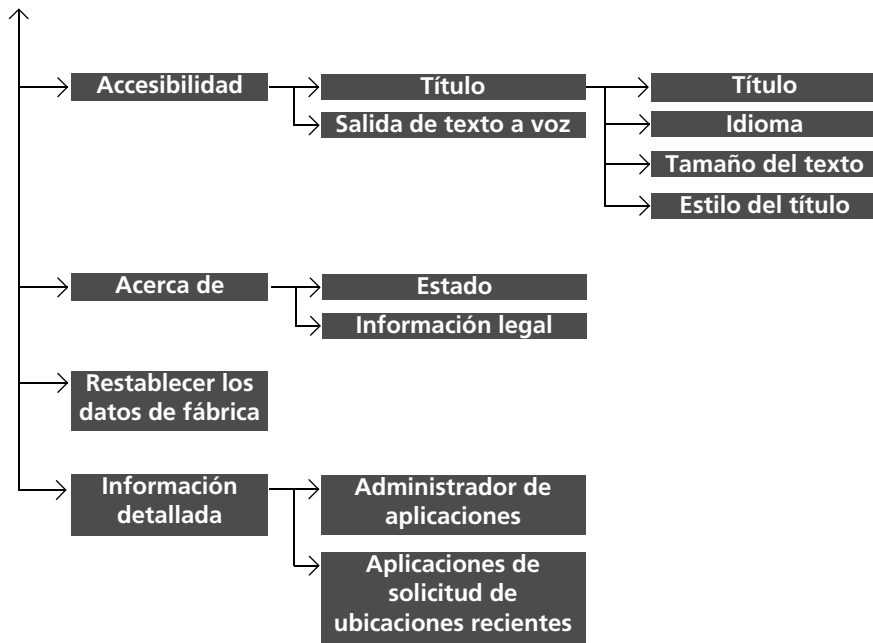 Accesibilidad
Título
Salida de texto a voz
Título
Idioma
Tamaño del texto
Estilo del título
Acerca de
Estado
Información legal
Restablecer los
datos de fábrica
Información
detallada
Administrador de
aplicaciones
Aplicaciones de
solicitud de
ubicaciones recientes